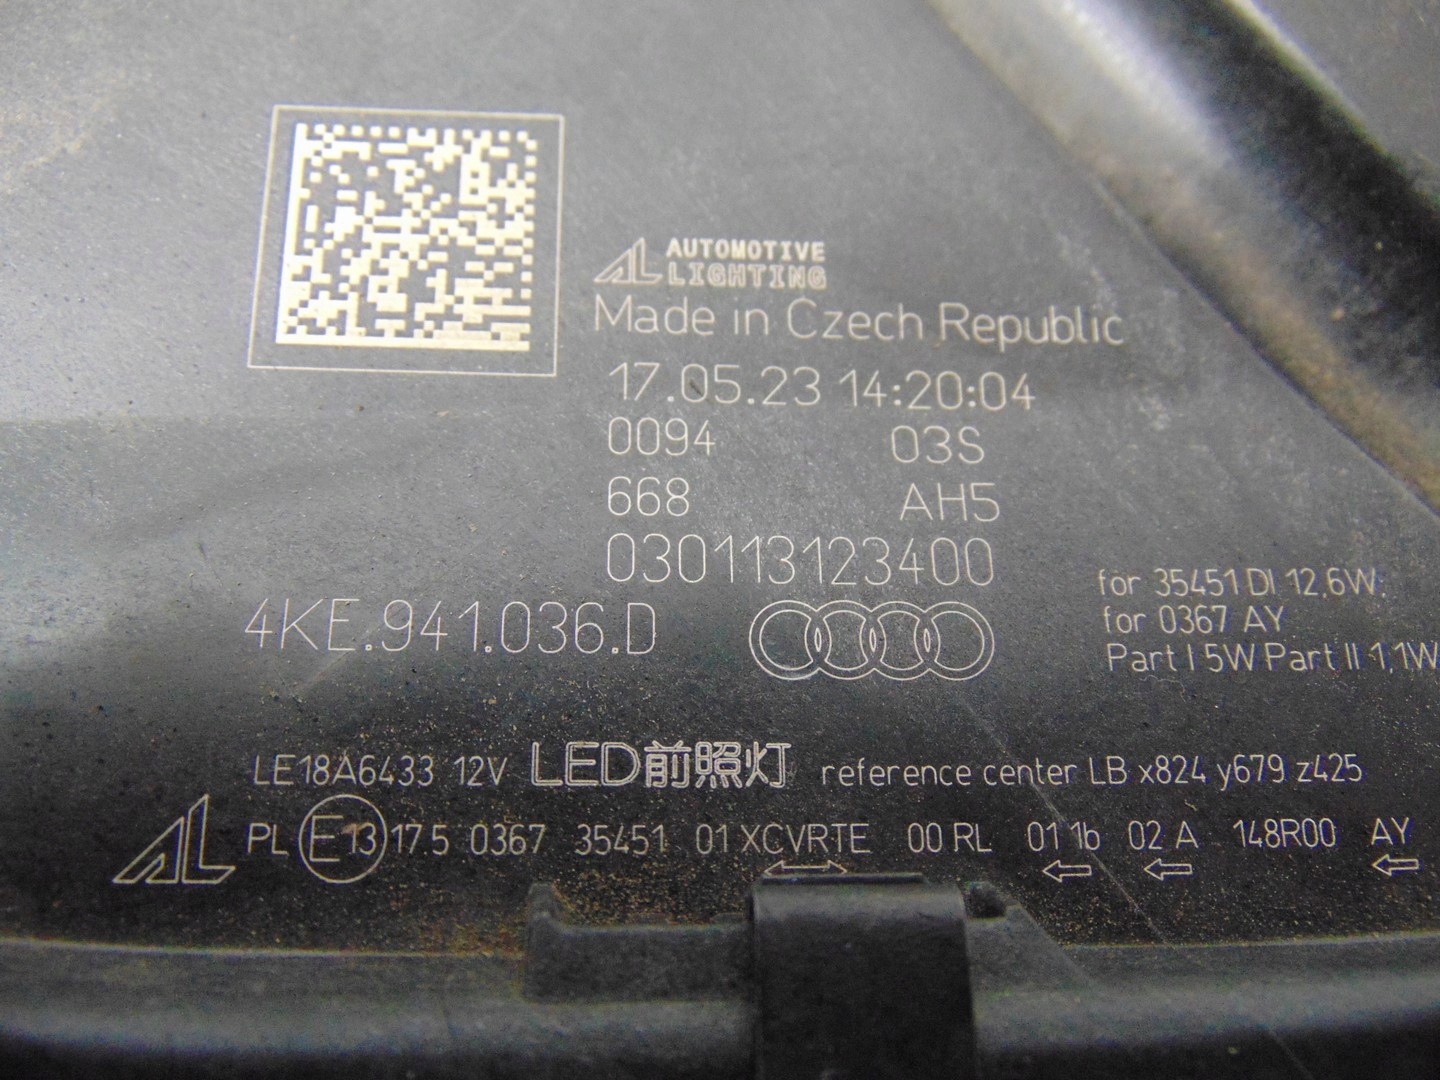 AL AUTOMOTIVE
LIGHTING
Made in Czech Republic
17.05.23 14:20:04
0094 03S
668 AH5
030113123400
4KE.941.036.D
for 35451 DI 12,6W;
for 0367 AY
Part I 5W Part II 1,1W
LE18A6433 12V LED前照灯 reference center LB x824 y679 z425
AL PL E13 17.5 0367 35451 01 XCVRTE 00 RL 01 1b 02 A 148R00 AY